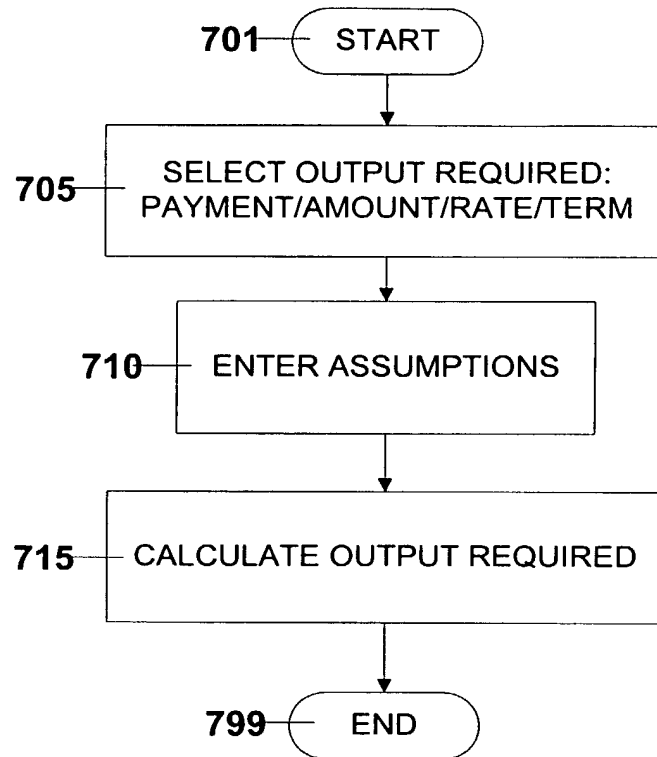 701 START
705 SELECT OUTPUT REQUIRED:
PAYMENT/AMOUNT/RATE/TERM
710 ENTER ASSUMPTIONS
715 CALCULATE OUTPUT REQUIRED
799 END